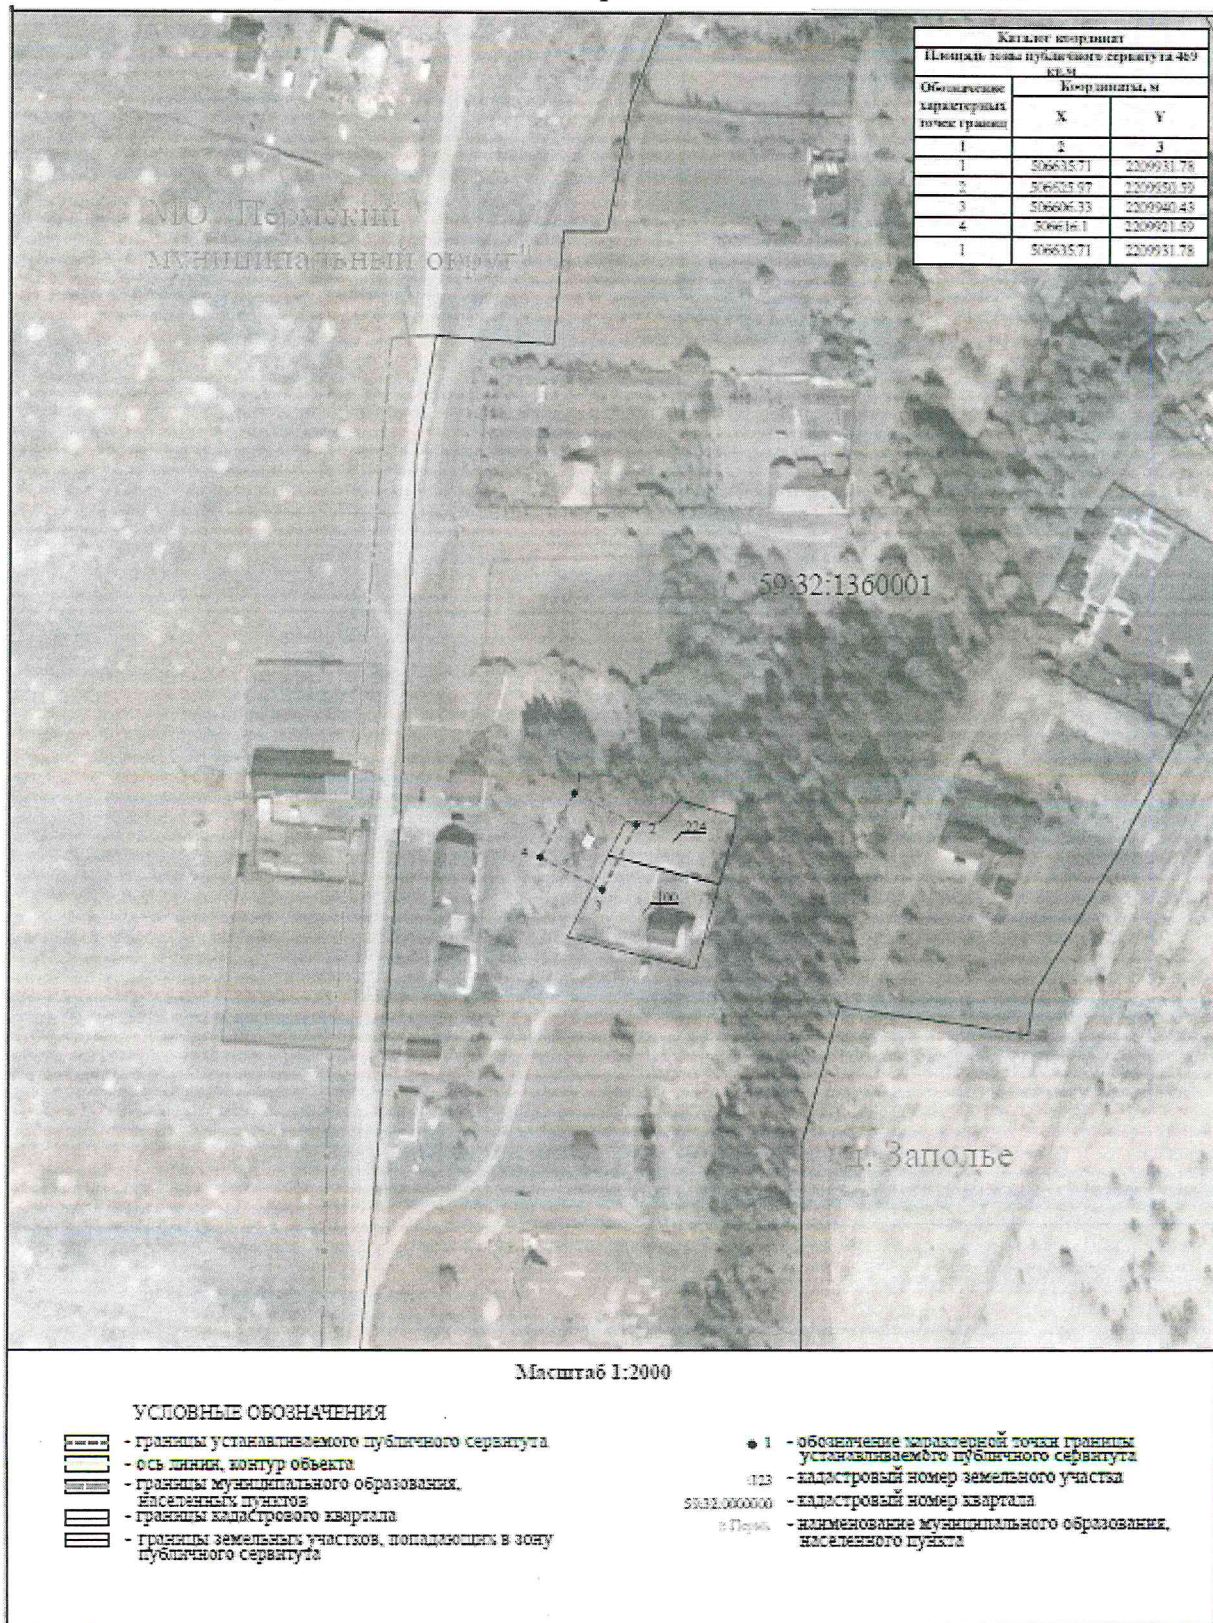 Каталог координат
Площадь зоны публичного сервитута 469
кв.м
Обозначение характерных точек границ
Координаты, м
X Y
1 2 3
1 506635.71 2209931.78
2 506625.97 2209950.59
3 506606.33 2209940.43
4 506616.1 2209921.59
1 506635.71 2209931.78
МО "Пермский
муниципальный округ"
59:32:1360001
1
2
:224
4
3
:100
д. Заполье
Масштаб 1:2000
УСЛОВНЫЕ ОБОЗНАЧЕНИЯ
- границы устанавливаемого публичного сервитута
- ось линии, контур объекта
- границы муниципального образования,
населенных пунктов
- границы кадастрового квартала
- границы земельных участков, попадающих в зону
публичного сервитута
1 - обозначение характерной точки границы
устанавливаемого публичного сервитута
:123 - кадастровый номер земельного участка
59:32:0000000 - кадастровый номер квартала
г.Пермь - наименование муниципального образования,
населенного пункта